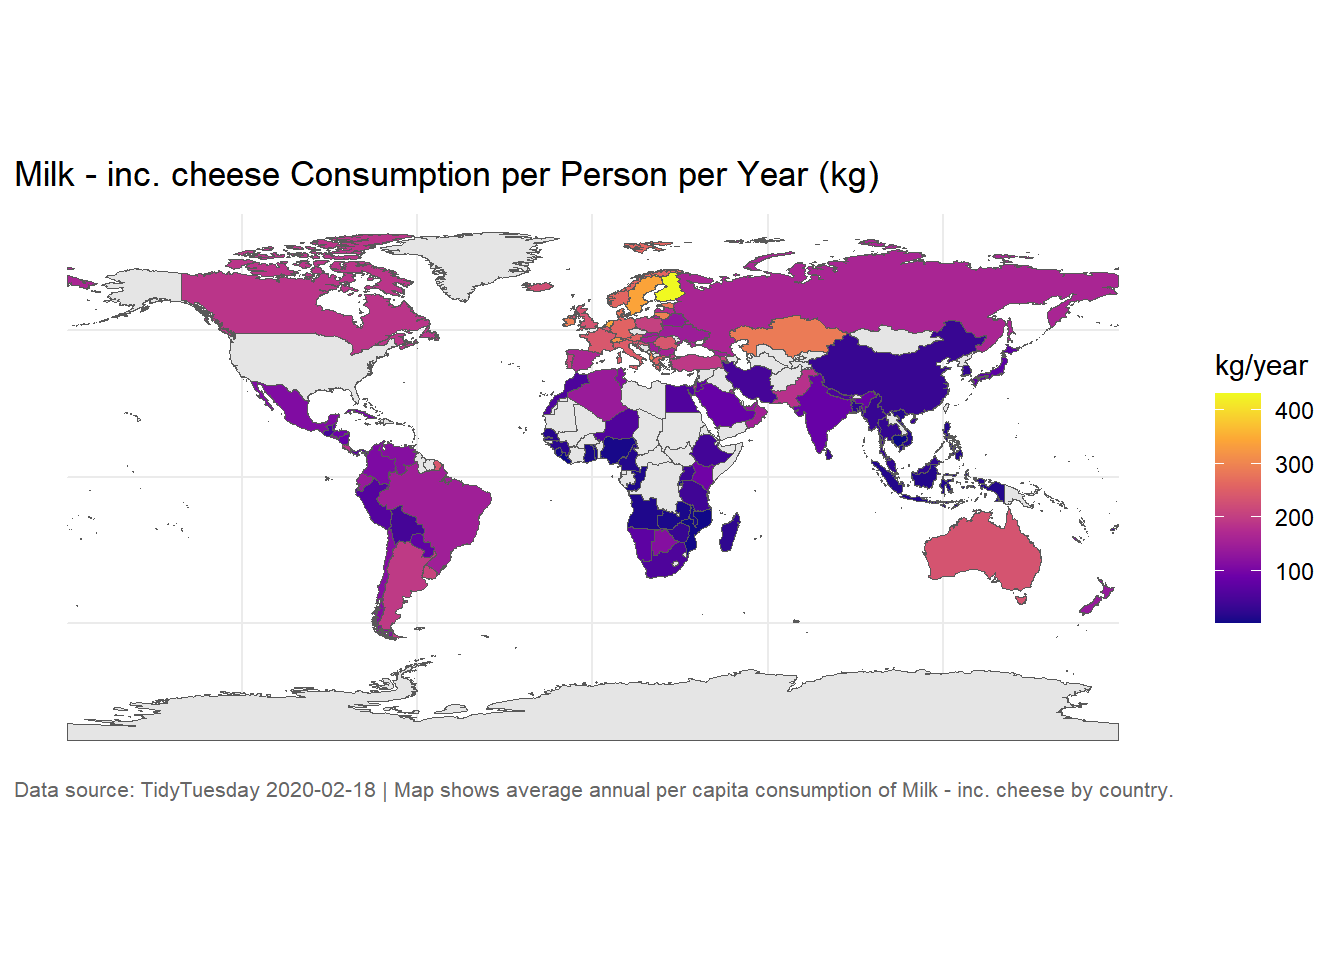 Milk - inc. cheese Consumption per Person per Year (kg)
kg/year
400
300
200
100
Data source: TidyTuesday 2020-02-18 | Map shows average annual per capita consumption of Milk - inc. cheese by country.